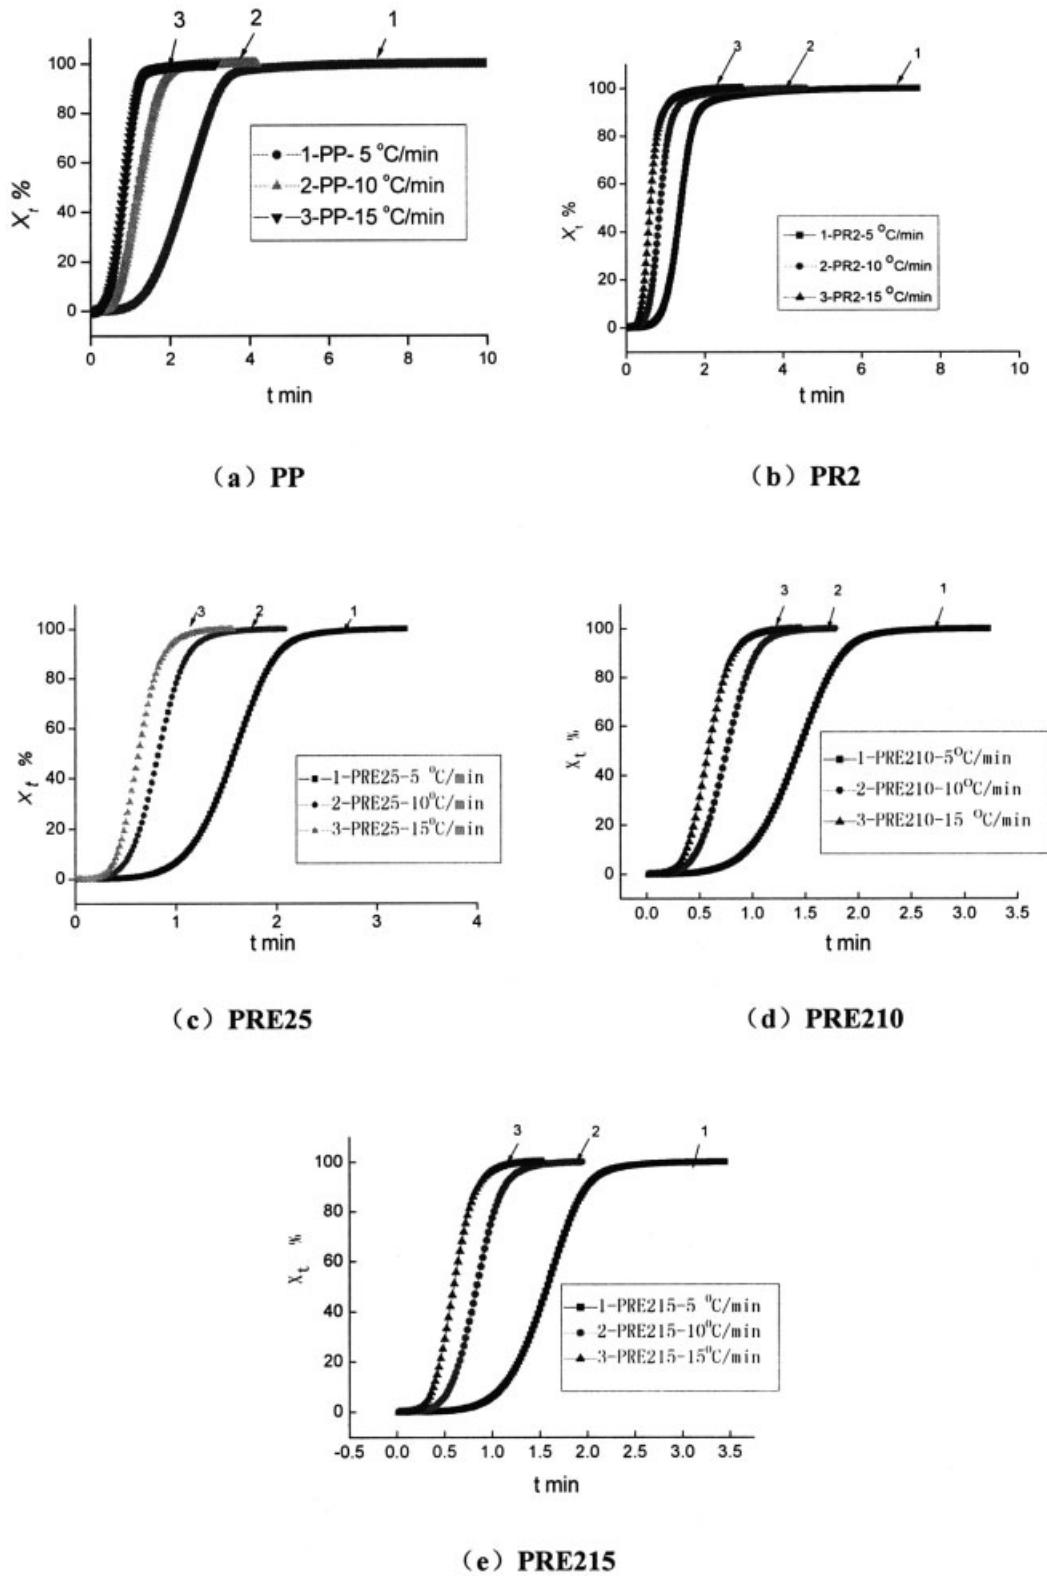 3 2 1
100
80
60
40
20
0
X_t %
1-PP- 5 °C/min
2-PP-10 °C/min
3-PP-15 °C/min
0 2 4 6 8 10
t min
（a）PP
3 2 1
100
80
60
40
20
0
X_t %
1-PR2-5 °C/min
2-PR2-10 °C/min
3-PR2-15 °C/min
0 2 4 6 8 10
t min
（b）PR2
3 2 1
100
80
60
40
20
0
X_t %
1-PRE25-5 °C/min
2-PRE25-10°C/min
3-PRE25-15°C/min
0 1 2 3 4
t min
（c）PRE25
3 2 1
100
80
60
40
20
0
X_t %
1-PRE210-5°C/min
2-PRE210-10°C/min
3-PRE210-15 °C/min
0.0 0.5 1.0 1.5 2.0 2.5 3.0 3.5
t min
（d）PRE210
3 2 1
100
80
60
40
20
0
X_t %
1-PRE215-5 °C/min
2-PRE215-10°C/min
3-PRE215-15°C/min
-0.5 0.0 0.5 1.0 1.5 2.0 2.5 3.0 3.5
t min
（e）PRE215